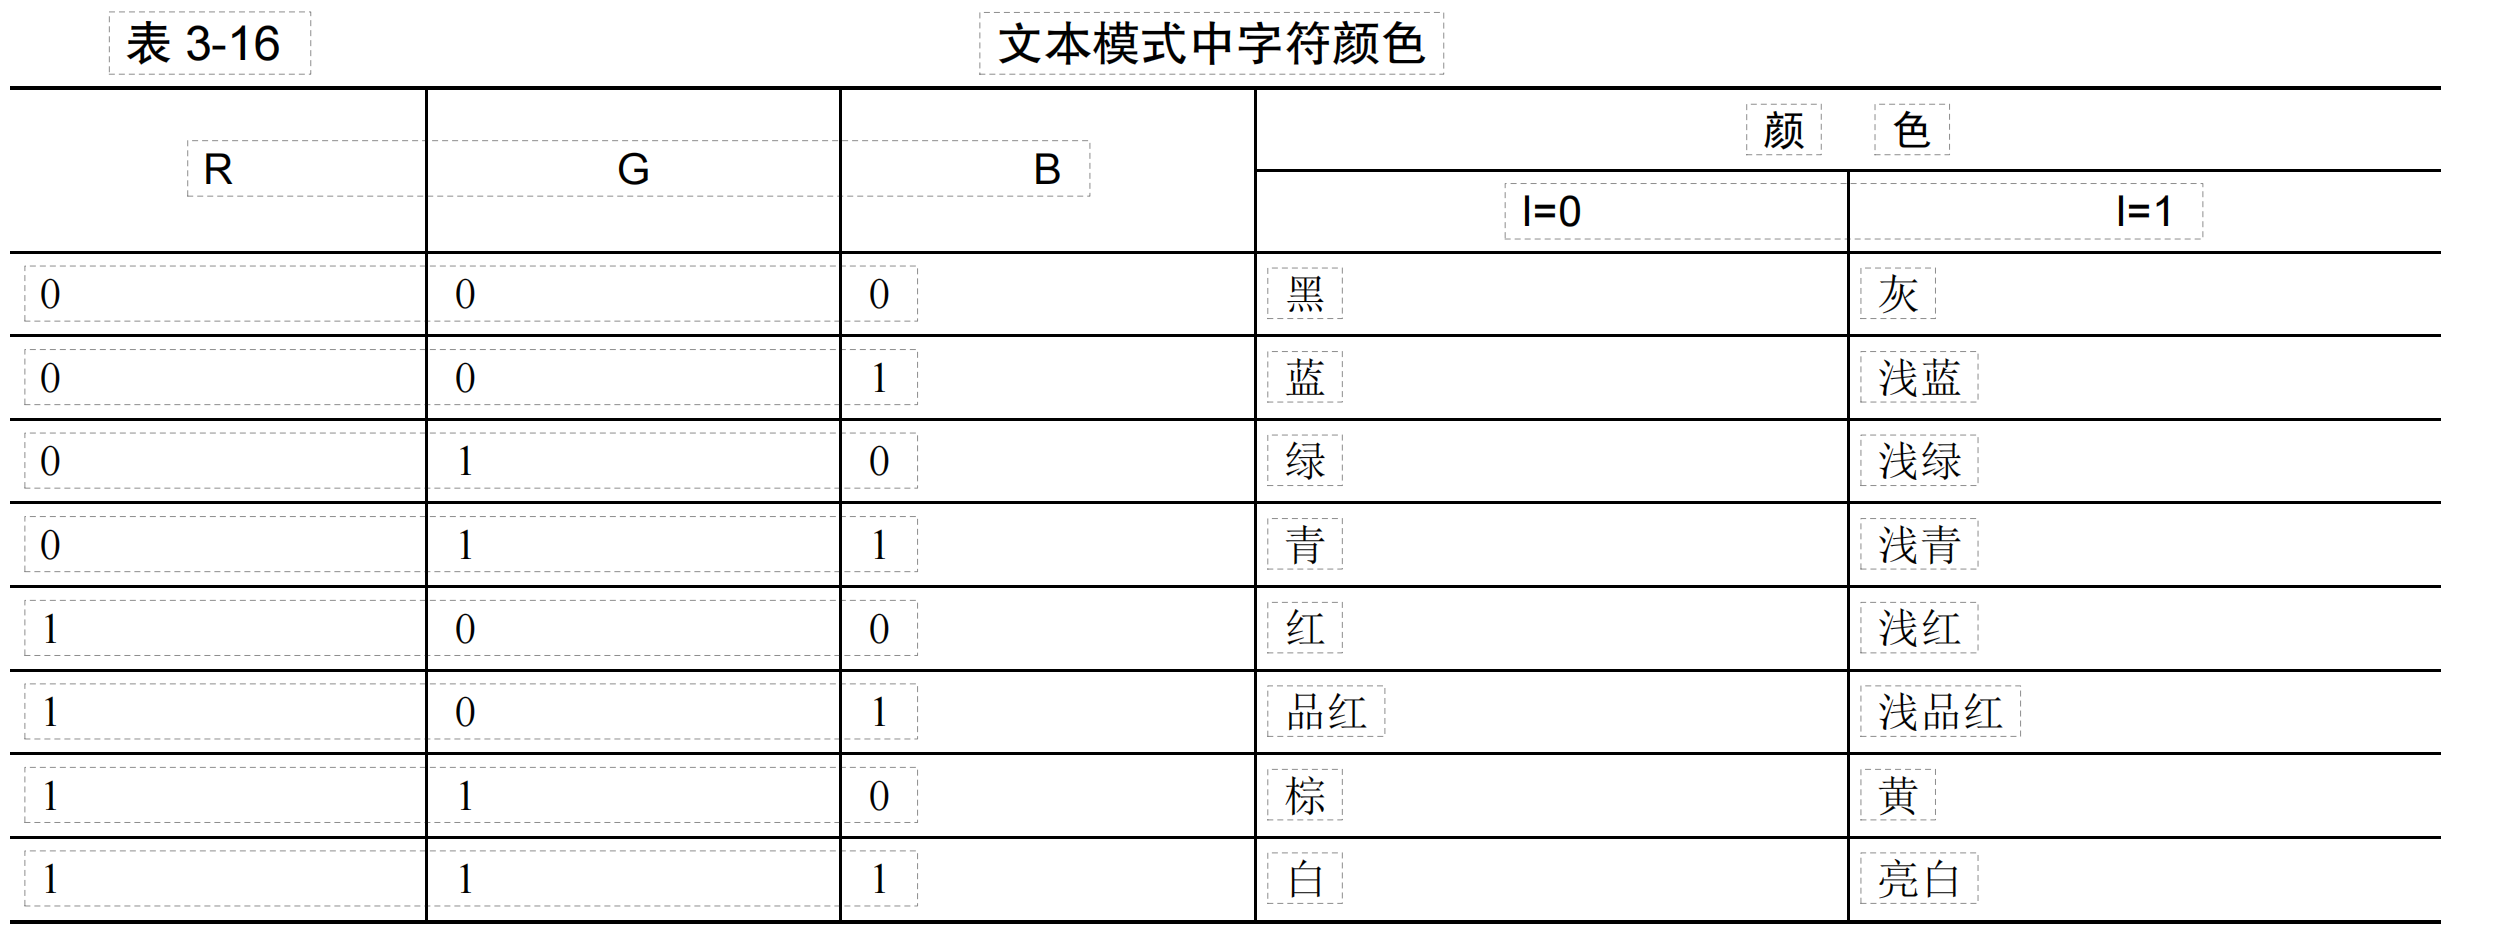 表 3-16 文本模式中字符颜色
颜 色
R G B
I=0 I=1
0 0 0 黑 灰
0 0 1 蓝 浅蓝
0 1 0 绿 浅绿
0 1 1 青 浅青
1 0 0 红 浅红
1 0 1 品红 浅品红
1 1 0 棕 黄
1 1 1 白 亮白